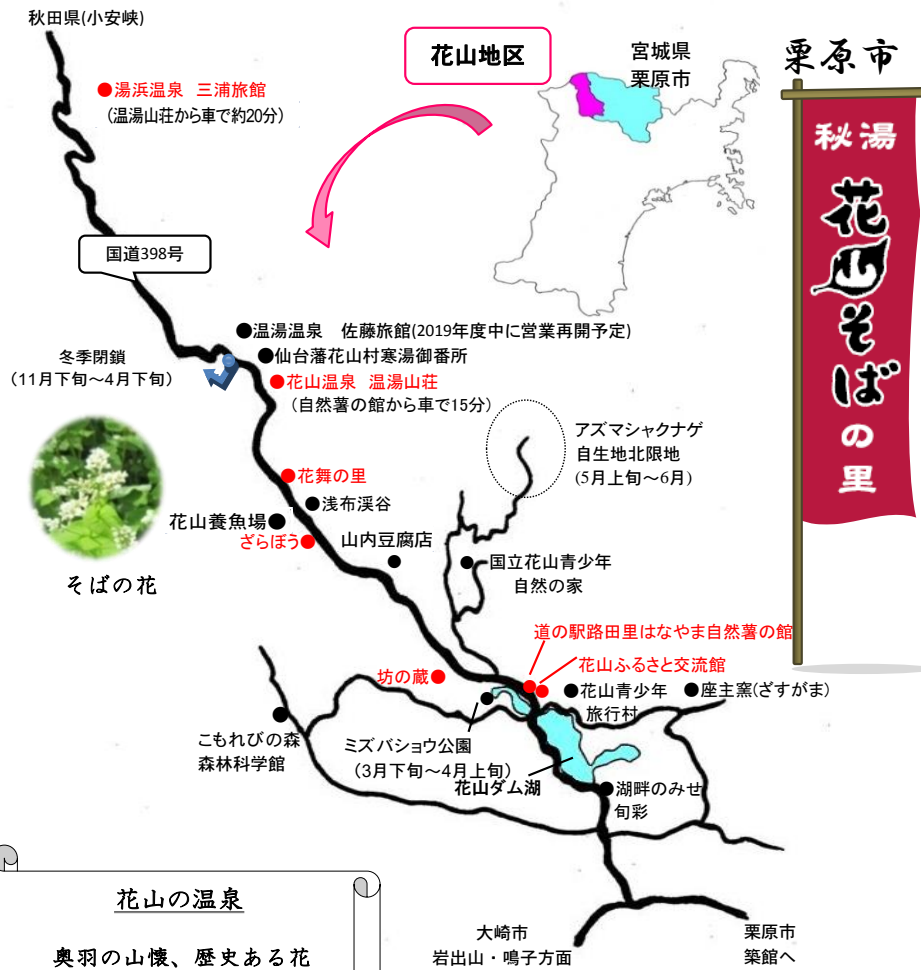 秋田県(小安峡)
花山地区
宮城県
栗原市
栗原市
秘湯
花山そば
の里
●湯浜温泉　三浦旅館
（温湯山荘から車で約20分）
国道398号
●温湯温泉　佐藤旅館(2019年度中に営業再開予定)
●仙台藩花山村寒湯御番所
冬季閉鎖
（11月下旬～4月下旬）
●花山温泉　温湯山荘
（自然薯の館から車で15分）
アズマシャクナゲ
自生地北限地
(5月上旬～6月)
●花舞の里
●浅布渓谷
花山養魚場●
ざらぼう●
山内豆腐店
●国立花山青少年
自然の家
そばの花
道の駅路田里はなやま自然薯の館
花山ふるさと交流館
坊の蔵●
●花山青少年
旅行村
●座主窯(ざすがま)
こもれびの森
森林科学館
ミズバショウ公園
（3月下旬～4月上旬）
花山ダム湖
●湖畔のみせ
旬彩
大崎市
岩出山・鳴子方面
栗原市
築館へ
花山の温泉
奥羽の山懐、歴史ある花